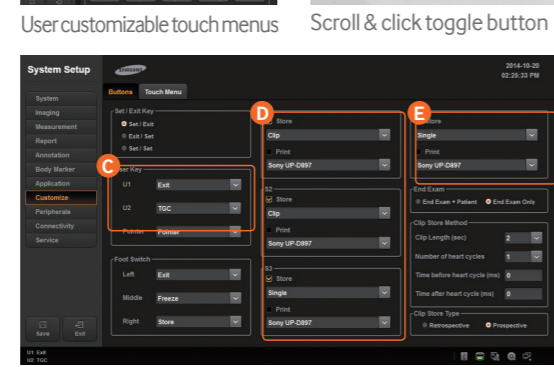 User customizable touch menus
Scroll & click toggle button
System Setup
SAMSUNG
2014-10-20
02:25:33 PM
Buttons
Touch Menu
System
Imaging
Measurement
Report
Annotation
Body Marker
Application
Customize
Peripherals
Connectivity
Service
Save
Exit
Set / Exit Key
Set / Exit
Exit / Set
Set / Set
C
User Key
U1
Exit
U2
TGC
Pointer
Pointer
Foot Switch
Left
Exit
Middle
Freeze
Right
Store
D
Store
Clip
Print
Sony UP-D897
S2
Store
Clip
Print
Sony UP-D897
S3
Store
Single
Print
Sony UP-D897
E
Store
Single
Print
Sony UP-D897
End Exam
End Exam + Patient
End Exam Only
Clip Store Method
Clip Length (sec)
2
Number of heart cycles
1
Time before heart cycle (ms)
0
Time after heart cycle (ms)
0
Clip Store Type
Retrospective
Prospective
U1 Exit
U2 TGC